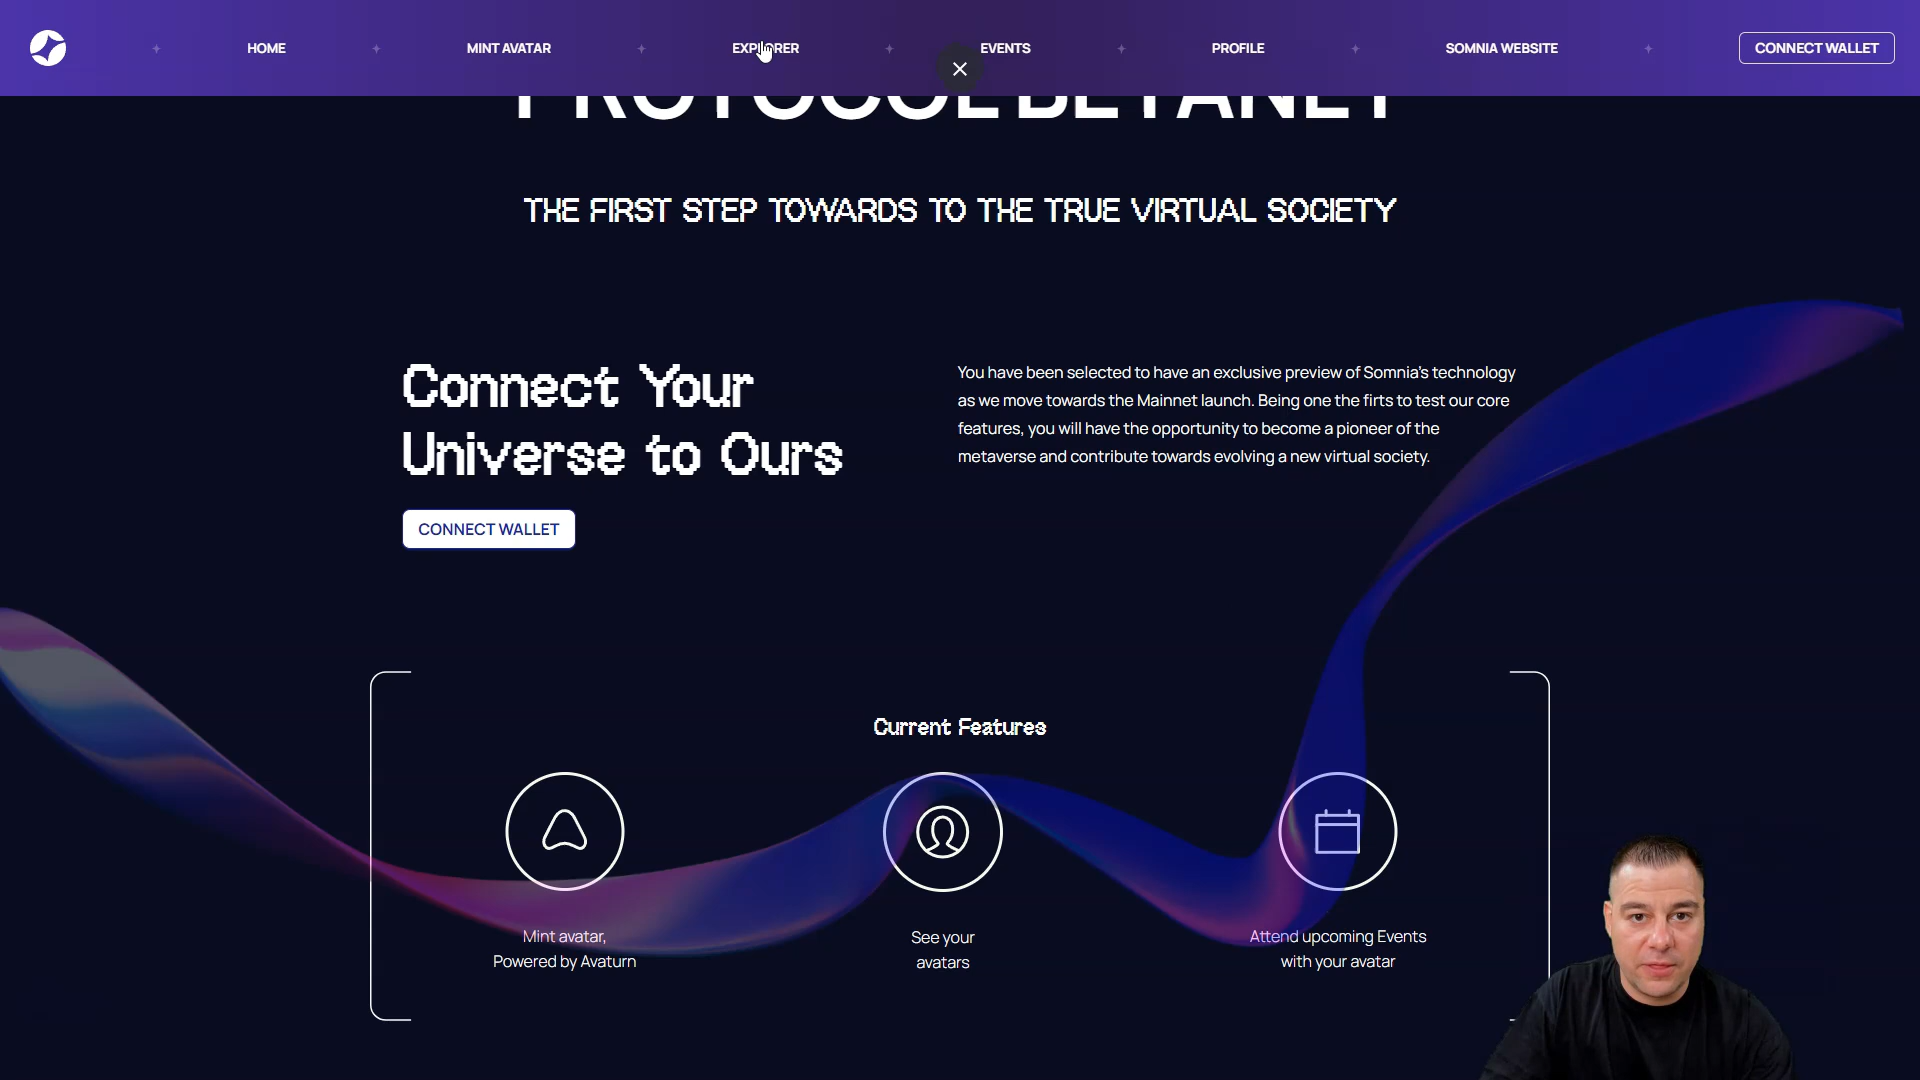 HOME
MINT AVATAR
EXPLORER
EVENTS
PROFILE
SOMNIA WEBSITE
CONNECT WALLET
PROTOCOL BETANET
THE FIRST STEP TOWARDS TO THE TRUE VIRTUAL SOCIETY
Connect Your
Universe to Ours
CONNECT WALLET
You have been selected to have an exclusive preview of Somnia's technology
as we move towards the Mainnet launch. Being one the firts to test our core
features, you will have the opportunity to become a pioneer of the
metaverse and contribute towards evolving a new virtual society.
Current Features
Mint avatar,
Powered by Avaturn
See your
avatars
Attend upcoming Events
with your avatar